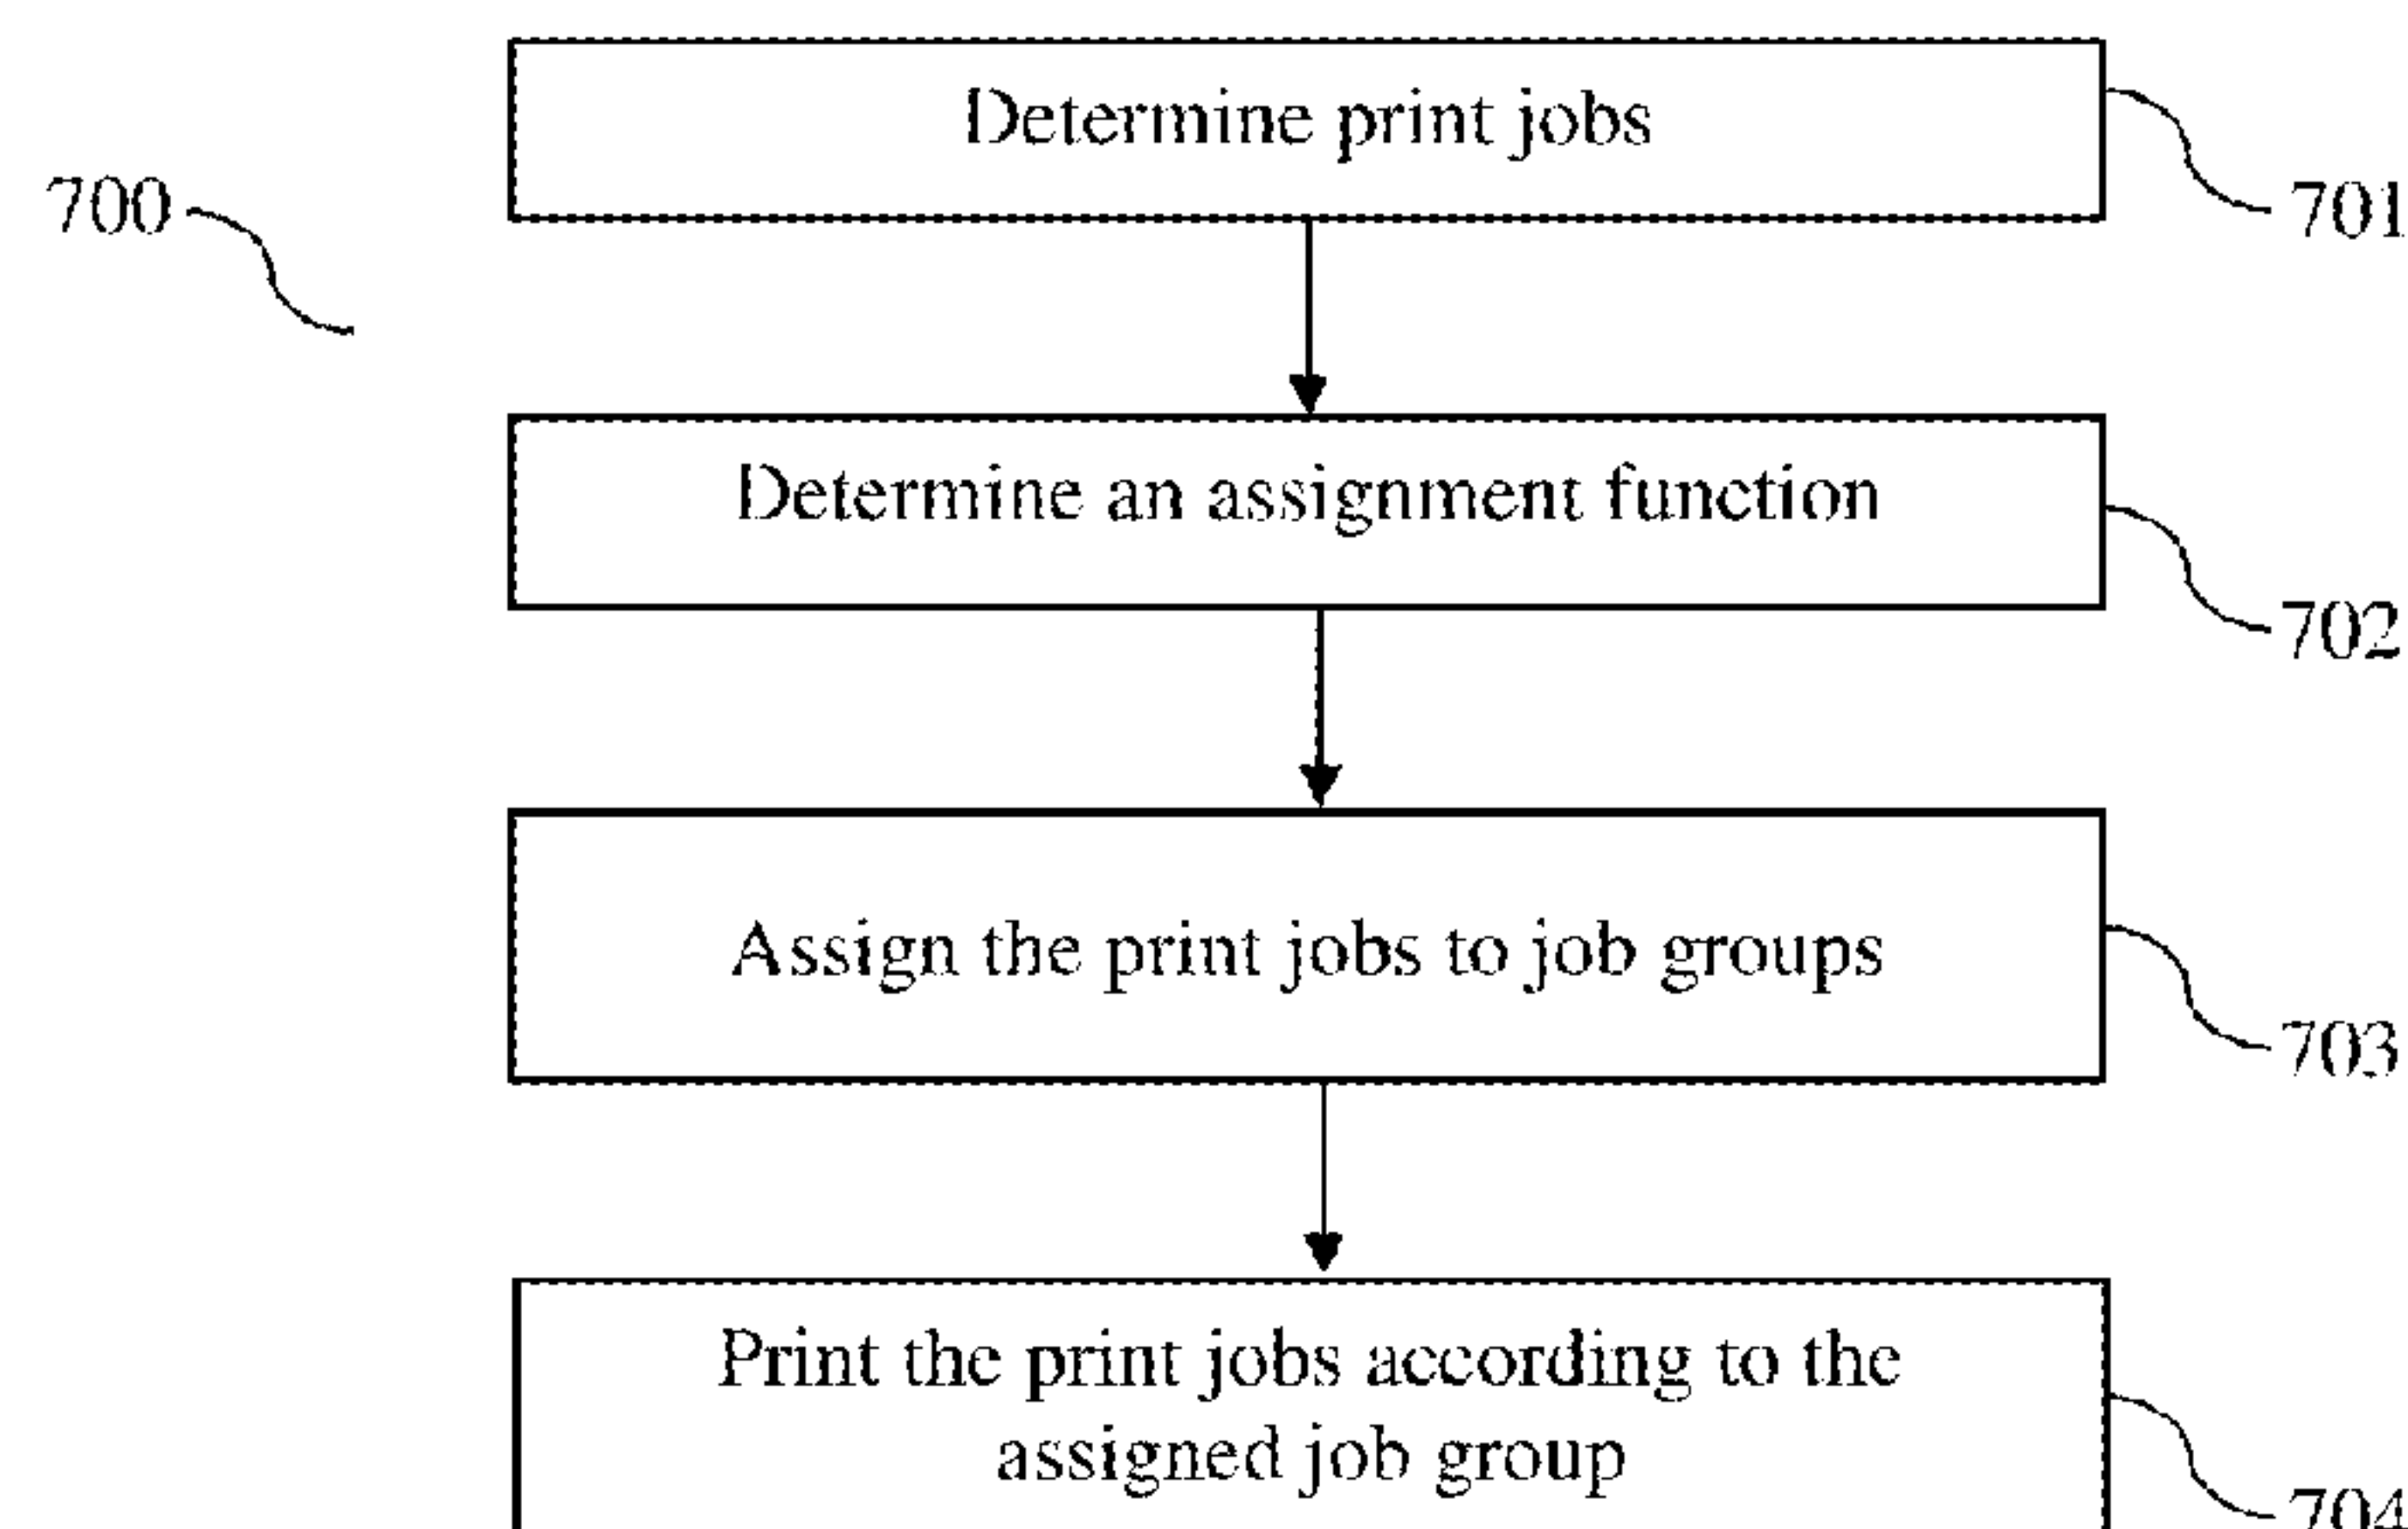 Determine print jobs
700
701
Determine an assignment function
702
Assign the print jobs to job groups
703
Print the print jobs according to the
assigned job group
704